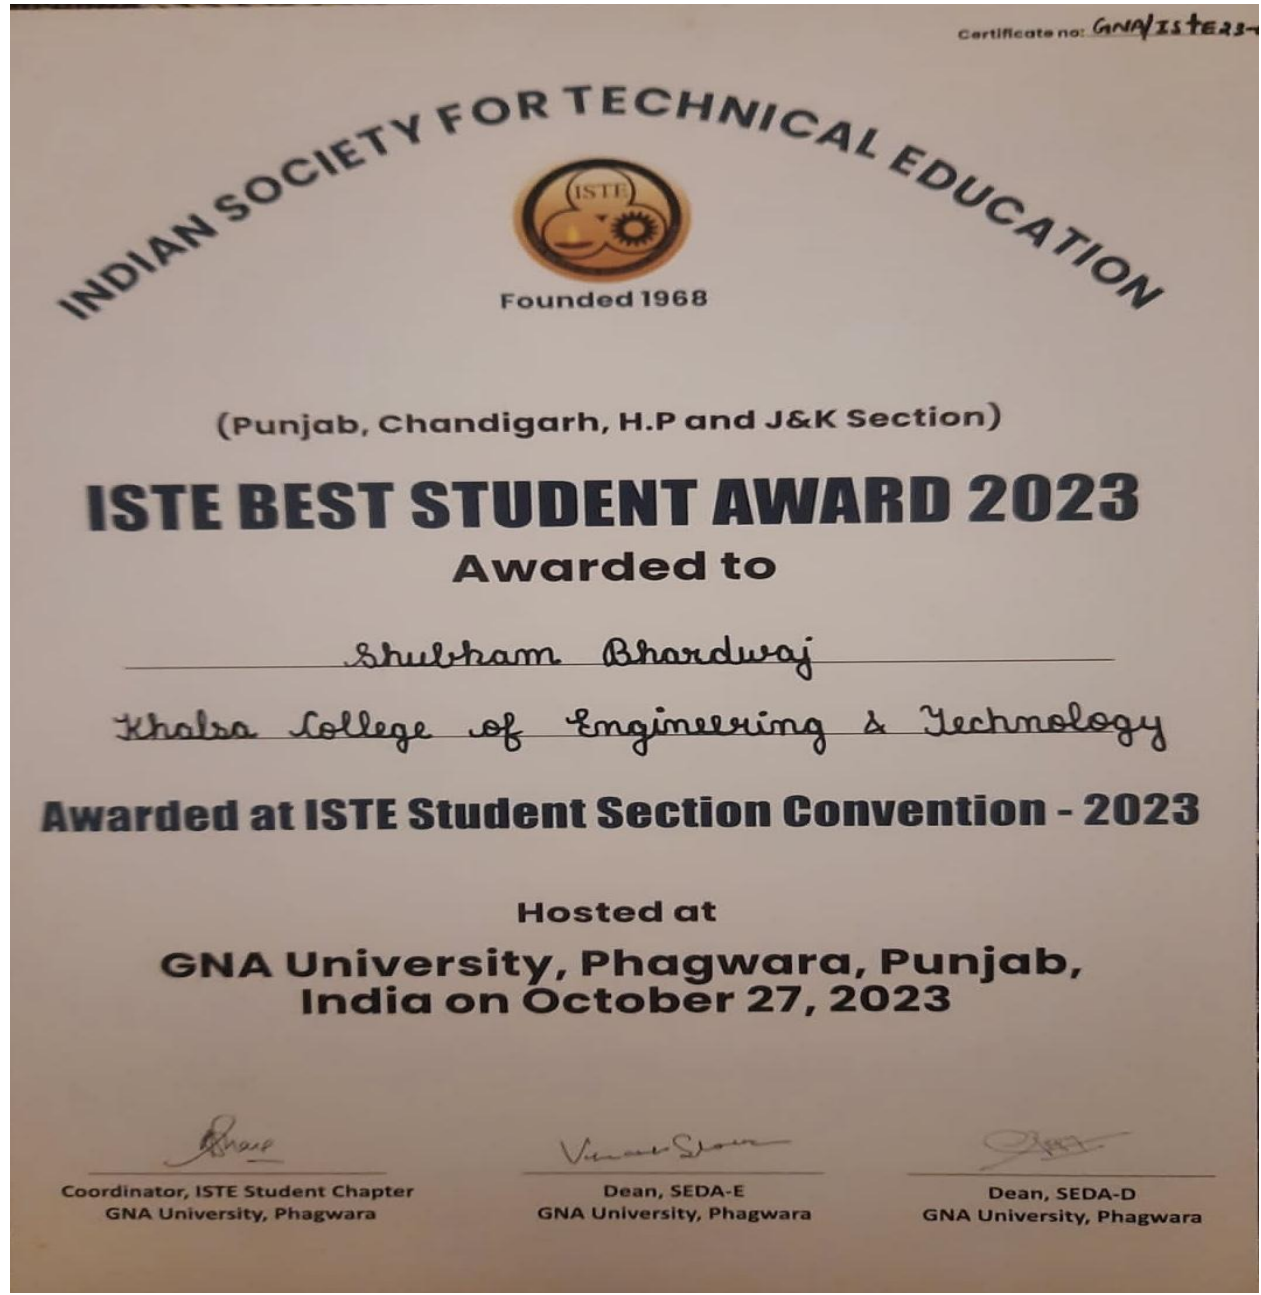 Certificate no: GNA/ISTE23-
INDIAN SOCIETY FOR TECHNICAL EDUCATION
ISTE
Founded 1968
(Punjab, Chandigarh, H.P and J&K Section)
ISTE BEST STUDENT AWARD 2023
Awarded to
Shubham Bhardwaj
Khalsa College of Engineering & Technology
Awarded at ISTE Student Section Convention - 2023
Hosted at
GNA University, Phagwara, Punjab,
India on October 27, 2023
Coordinator, ISTE Student Chapter
GNA University, Phagwara
Dean, SEDA-E
GNA University, Phagwara
Dean, SEDA-D
GNA University, Phagwara